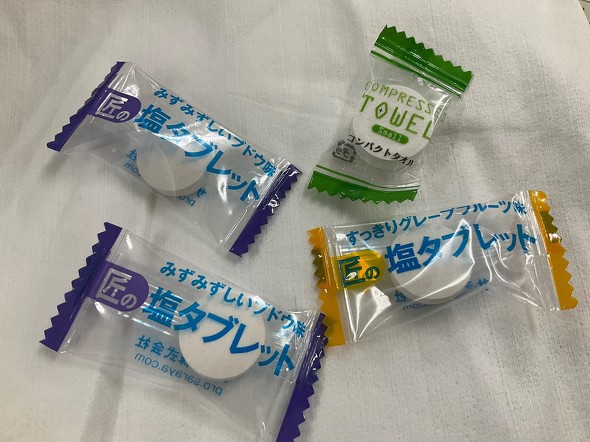 匠の
みずみずしいブドウ味
塩タブレット
COMPRESS
TOWEL
Small
コンパクトタオル
匠の
みずみずしいブドウ味
塩タブレット
pro.saraya.com
すっきりグレープフルーツ味
匠の
塩タブレット